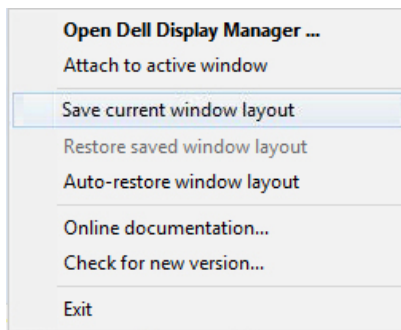 Open Dell Display Manager ...
Attach to active window
Save current window layout
Restore saved window layout
Auto-restore window layout
Online documentation...
Check for new version...
Exit